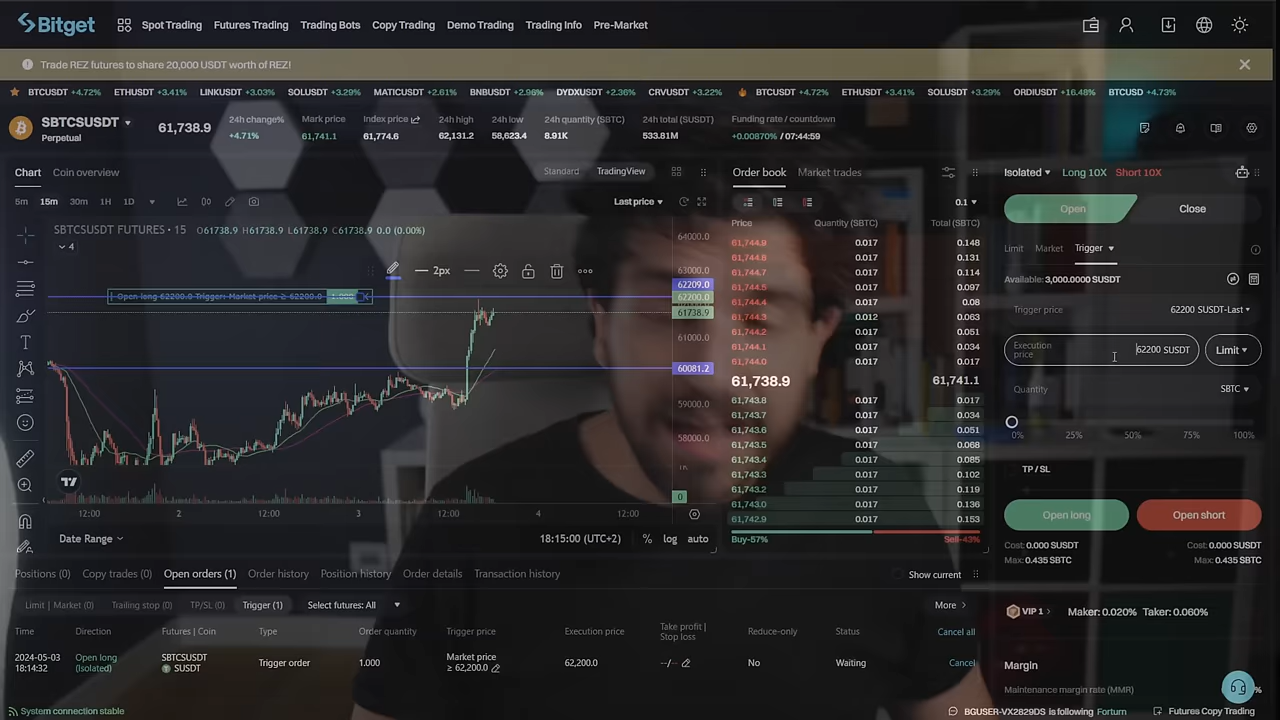 Bitget Spot Trading Futures Trading Trading Bots Copy Trading Demo Trading Trading Info Pre-Market
Trade REZ futures to share 20,000 USDT worth of REZ!
BTCUSDT +4.72% ETHUSDT +3.41% LINKUSDT +3.03% SOLUSDT +3.29% MATICUSDT +2.61% BNBUSDT +2.96% DYDXUSDT +2.36% CRVUSDT +3.22% BTCUSDT +4.72% ETHUSDT +3.41% SOLUSDT +3.29% ORDIUSDT +16.48% BTCUSD +4.73%
SBTCSUSDT 61,738.9 24h change% Mark price Index price 24h high 24h low 24h quantity (SBTC) 24h total (SUSDT) Funding rate / countdown
Perpetual +4.71% 61,741.1 61,774.6 62,131.2 58,623.4 8.91K 533.81M +0.00870% / 07:44:59
Chart Coin overview Standard TradingView
5m 15m 30m 1H 1D Last price
SBTCSUSDT FUTURES • 15 O61738.9 H61738.9 L61738.9 C61738.9 0.0 (0.00%)
4
2px
Open long 62200.0 Trigger: Market price ≥ 62200.0 1.000
64000.0
63000.0
62209.0
62200.0
61738.9
61000.0
60081.2
59000.0
58000.0
1K
0
12:00 2 12:00 3 12:00 4 12:00
Date Range 18:15:00 (UTC+2) % log auto
Order book Market trades
0.1
Price Quantity (SBTC) Total (SBTC)
61,744.9 0.017 0.148
61,744.8 0.017 0.131
61,744.7 0.017 0.114
61,744.5 0.017 0.097
61,744.4 0.017 0.08
61,744.3 0.012 0.063
61,744.2 0.017 0.051
61,744.1 0.017 0.034
61,744.0 0.017 0.017
61,738.9 61,741.1
61,743.8 0.017 0.017
61,743.7 0.017 0.034
61,743.6 0.017 0.051
61,743.5 0.017 0.068
61,743.4 0.017 0.085
61,743.3 0.017 0.102
61,743.2 0.017 0.119
61,743.0 0.017 0.136
61,742.9 0.017 0.153
Buy-57% Sell-43%
Isolated Long 10X Short 10X
Open Close
Limit Market Trigger
Available: 3,000.0000 SUSDT
Trigger price 62200 SUSDT-Last
Execution price 62200 SUSDT Limit
Quantity SBTC
0% 25% 50% 75% 100%
TP / SL
Open long Open short
Cost: 0.000 SUSDT Cost: 0.000 SUSDT
Max: 0.435 SBTC Max: 0.435 SBTC
VIP 1 Maker: 0.020% Taker: 0.060%
Margin
Maintenance margin rate (MMR) %
Positions (0) Copy trades (0) Open orders (1) Order history Position history Order details Transaction history Show current
Limit | Market (0) Trailing stop (0) TP/SL (0) Trigger (1) Select futures: All More
Time Direction Futures | Coin Type Order quantity Trigger price Execution price Take profit | Stop loss Reduce-only Status Cancel all
2024-05-03 18:14:32 Open long (Isolated) SBTCSUSDT SUSDT Trigger order 1.000 Market price ≥ 62,200.0 62,200.0 --/-- No Waiting Cancel
System connection stable BGUSER-VX2829DS is following Fortum Futures Copy Trading